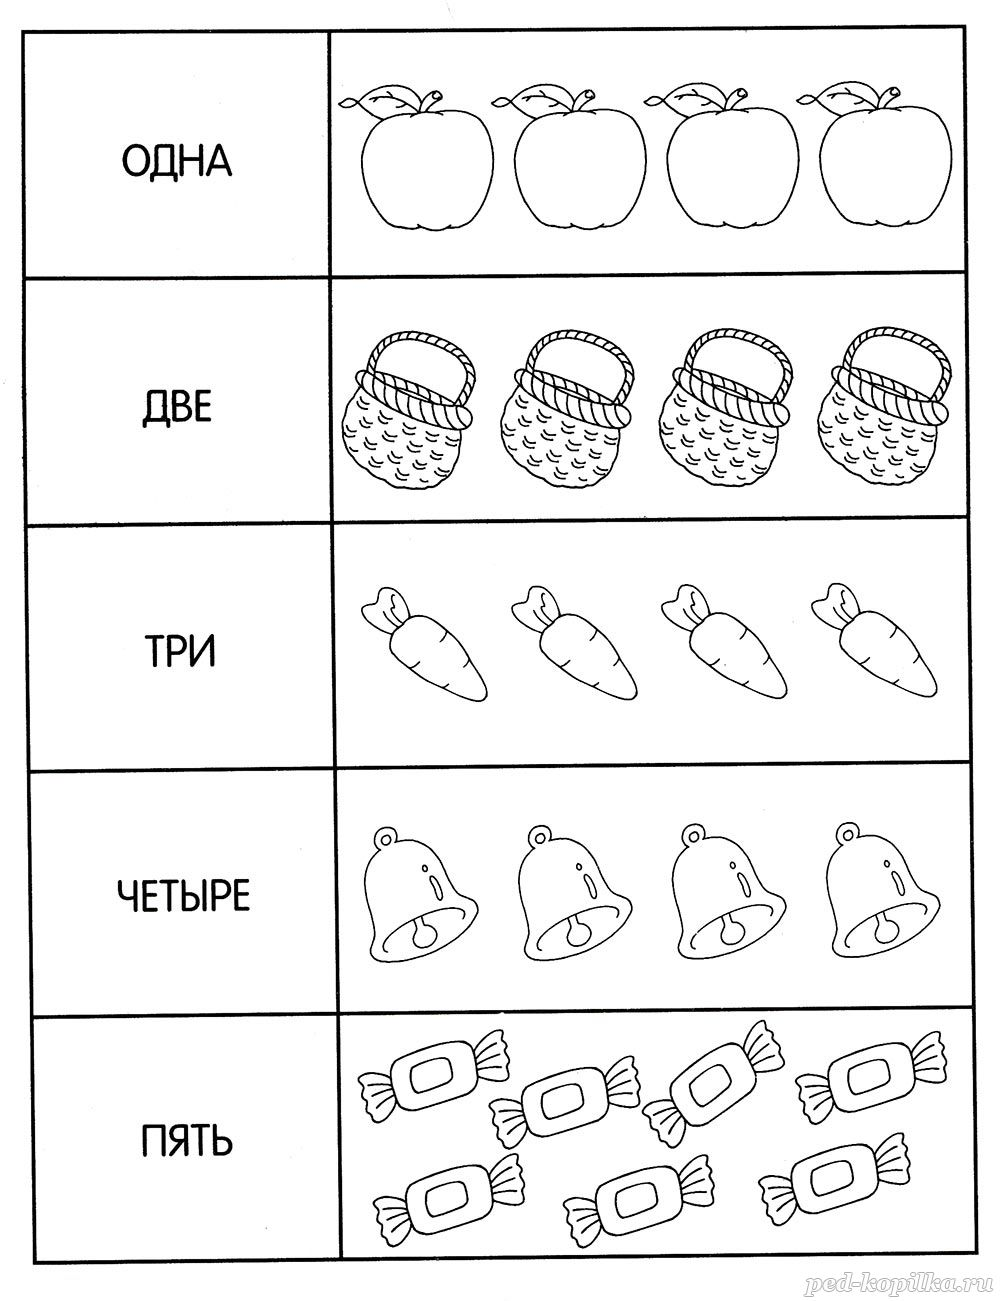 ОДНА
ДВЕ
ТРИ
ЧЕТЫРЕ
ПЯТЬ
ped-kopilka.ru